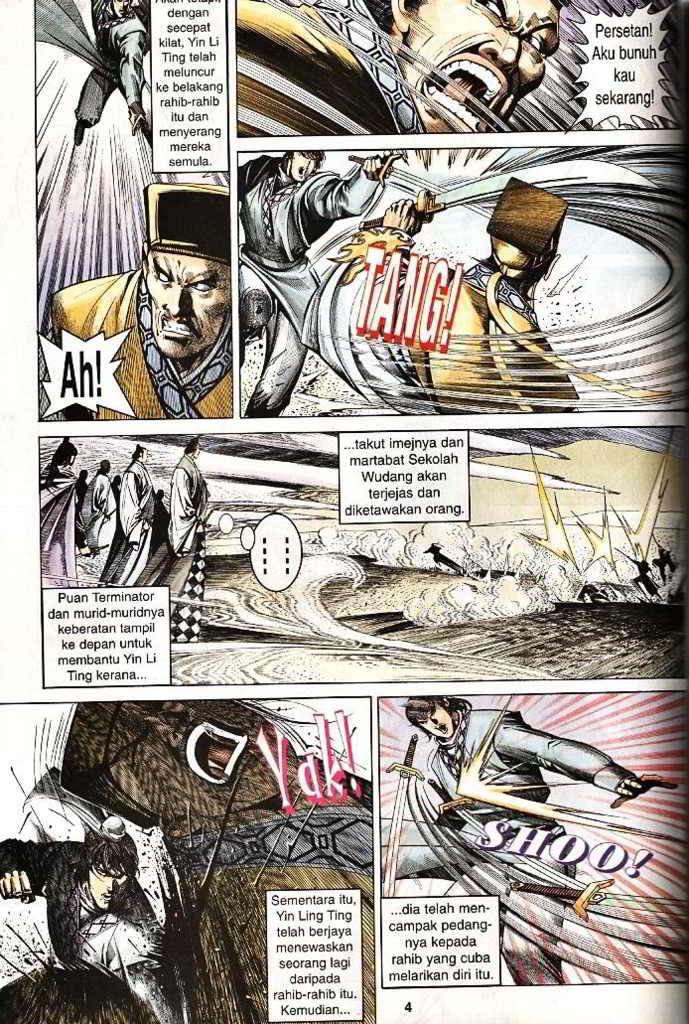 Akan tetapi,
dengan
secepat
kilat, Yin Li
Ting telah
meluncur
ke belakang
rahib-rahib
itu dan
menyerang
mereka
semula.
Persetan!
Aku bunuh
kau
sekarang!
Ah!
TANG!
...takut imejnya dan
martabat Sekolah
Wudang akan
terjejas dan
diketawakan orang.
Puan Terminator
dan murid-muridnya
keberatan tampil
ke depan untuk
membantu Yin Li
Ting kerana...
Ydk!
Sementara itu,
Yin Ling Ting
telah berjaya
menewaskan
seorang lagi
daripada
rahib-rahib itu.
Kemudian...
SHOO!
...dia telah men-
campak pedang-
nya kepada
rahib yang cuba
melarikan diri itu.
4